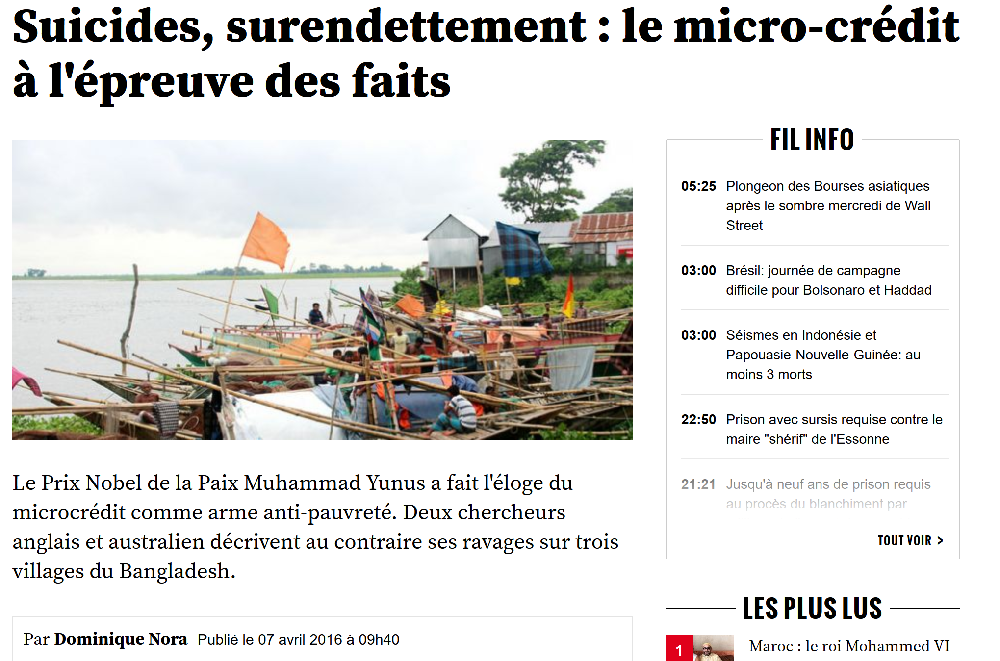 Suicides, surendettement : le micro-crédit
à l'épreuve des faits
FIL INFO
05:25 Plongeon des Bourses asiatiques
après le sombre mercredi de Wall
Street
03:00 Brésil: journée de campagne
difficile pour Bolsonaro et Haddad
03:00 Séismes en Indonésie et
Papouasie-Nouvelle-Guinée: au
moins 3 morts
22:50 Prison avec sursis requise contre le
maire "shérif" de l'Essonne
21:21 Jusqu'à neuf ans de prison requis
au procès du blanchiment par
TOUT VOIR >
Le Prix Nobel de la Paix Muhammad Yunus a fait l'éloge du
microcrédit comme arme anti-pauvreté. Deux chercheurs
anglais et australien décrivent au contraire ses ravages sur trois
villages du Bangladesh.
Par Dominique Nora Publié le 07 avril 2016 à 09h40
LES PLUS LUS
1 Maroc : le roi Mohammed VI